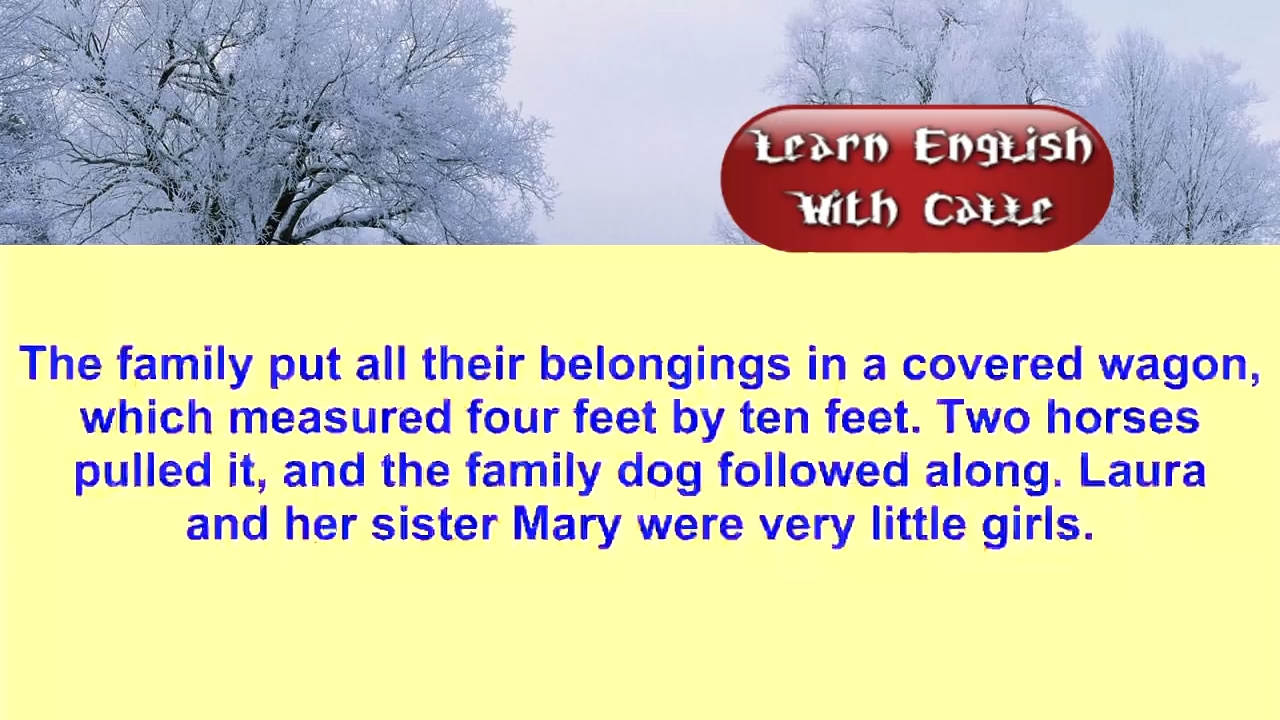 Learn English
With Catte
The family put all their belongings in a covered wagon,
which measured four feet by ten feet. Two horses
pulled it, and the family dog followed along. Laura
and her sister Mary were very little girls.